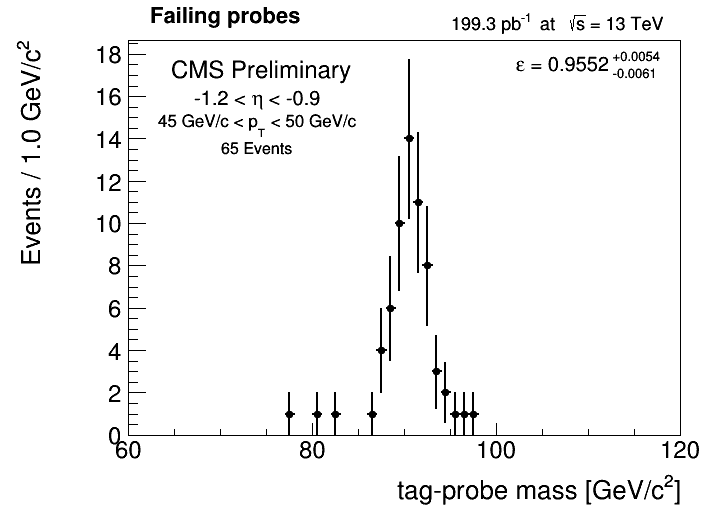 Failing probes
199.3 pb⁻¹ at √s = 13 TeV
CMS Preliminary
-1.2 < η < -0.9
45 GeV/c < p_T < 50 GeV/c
65 Events
ε = 0.9552 +0.0054 -0.0061
Events / 1.0 GeV/c²
18
16
14
12
10
8
6
4
2
0
60 80 100 120
tag-probe mass [GeV/c²]